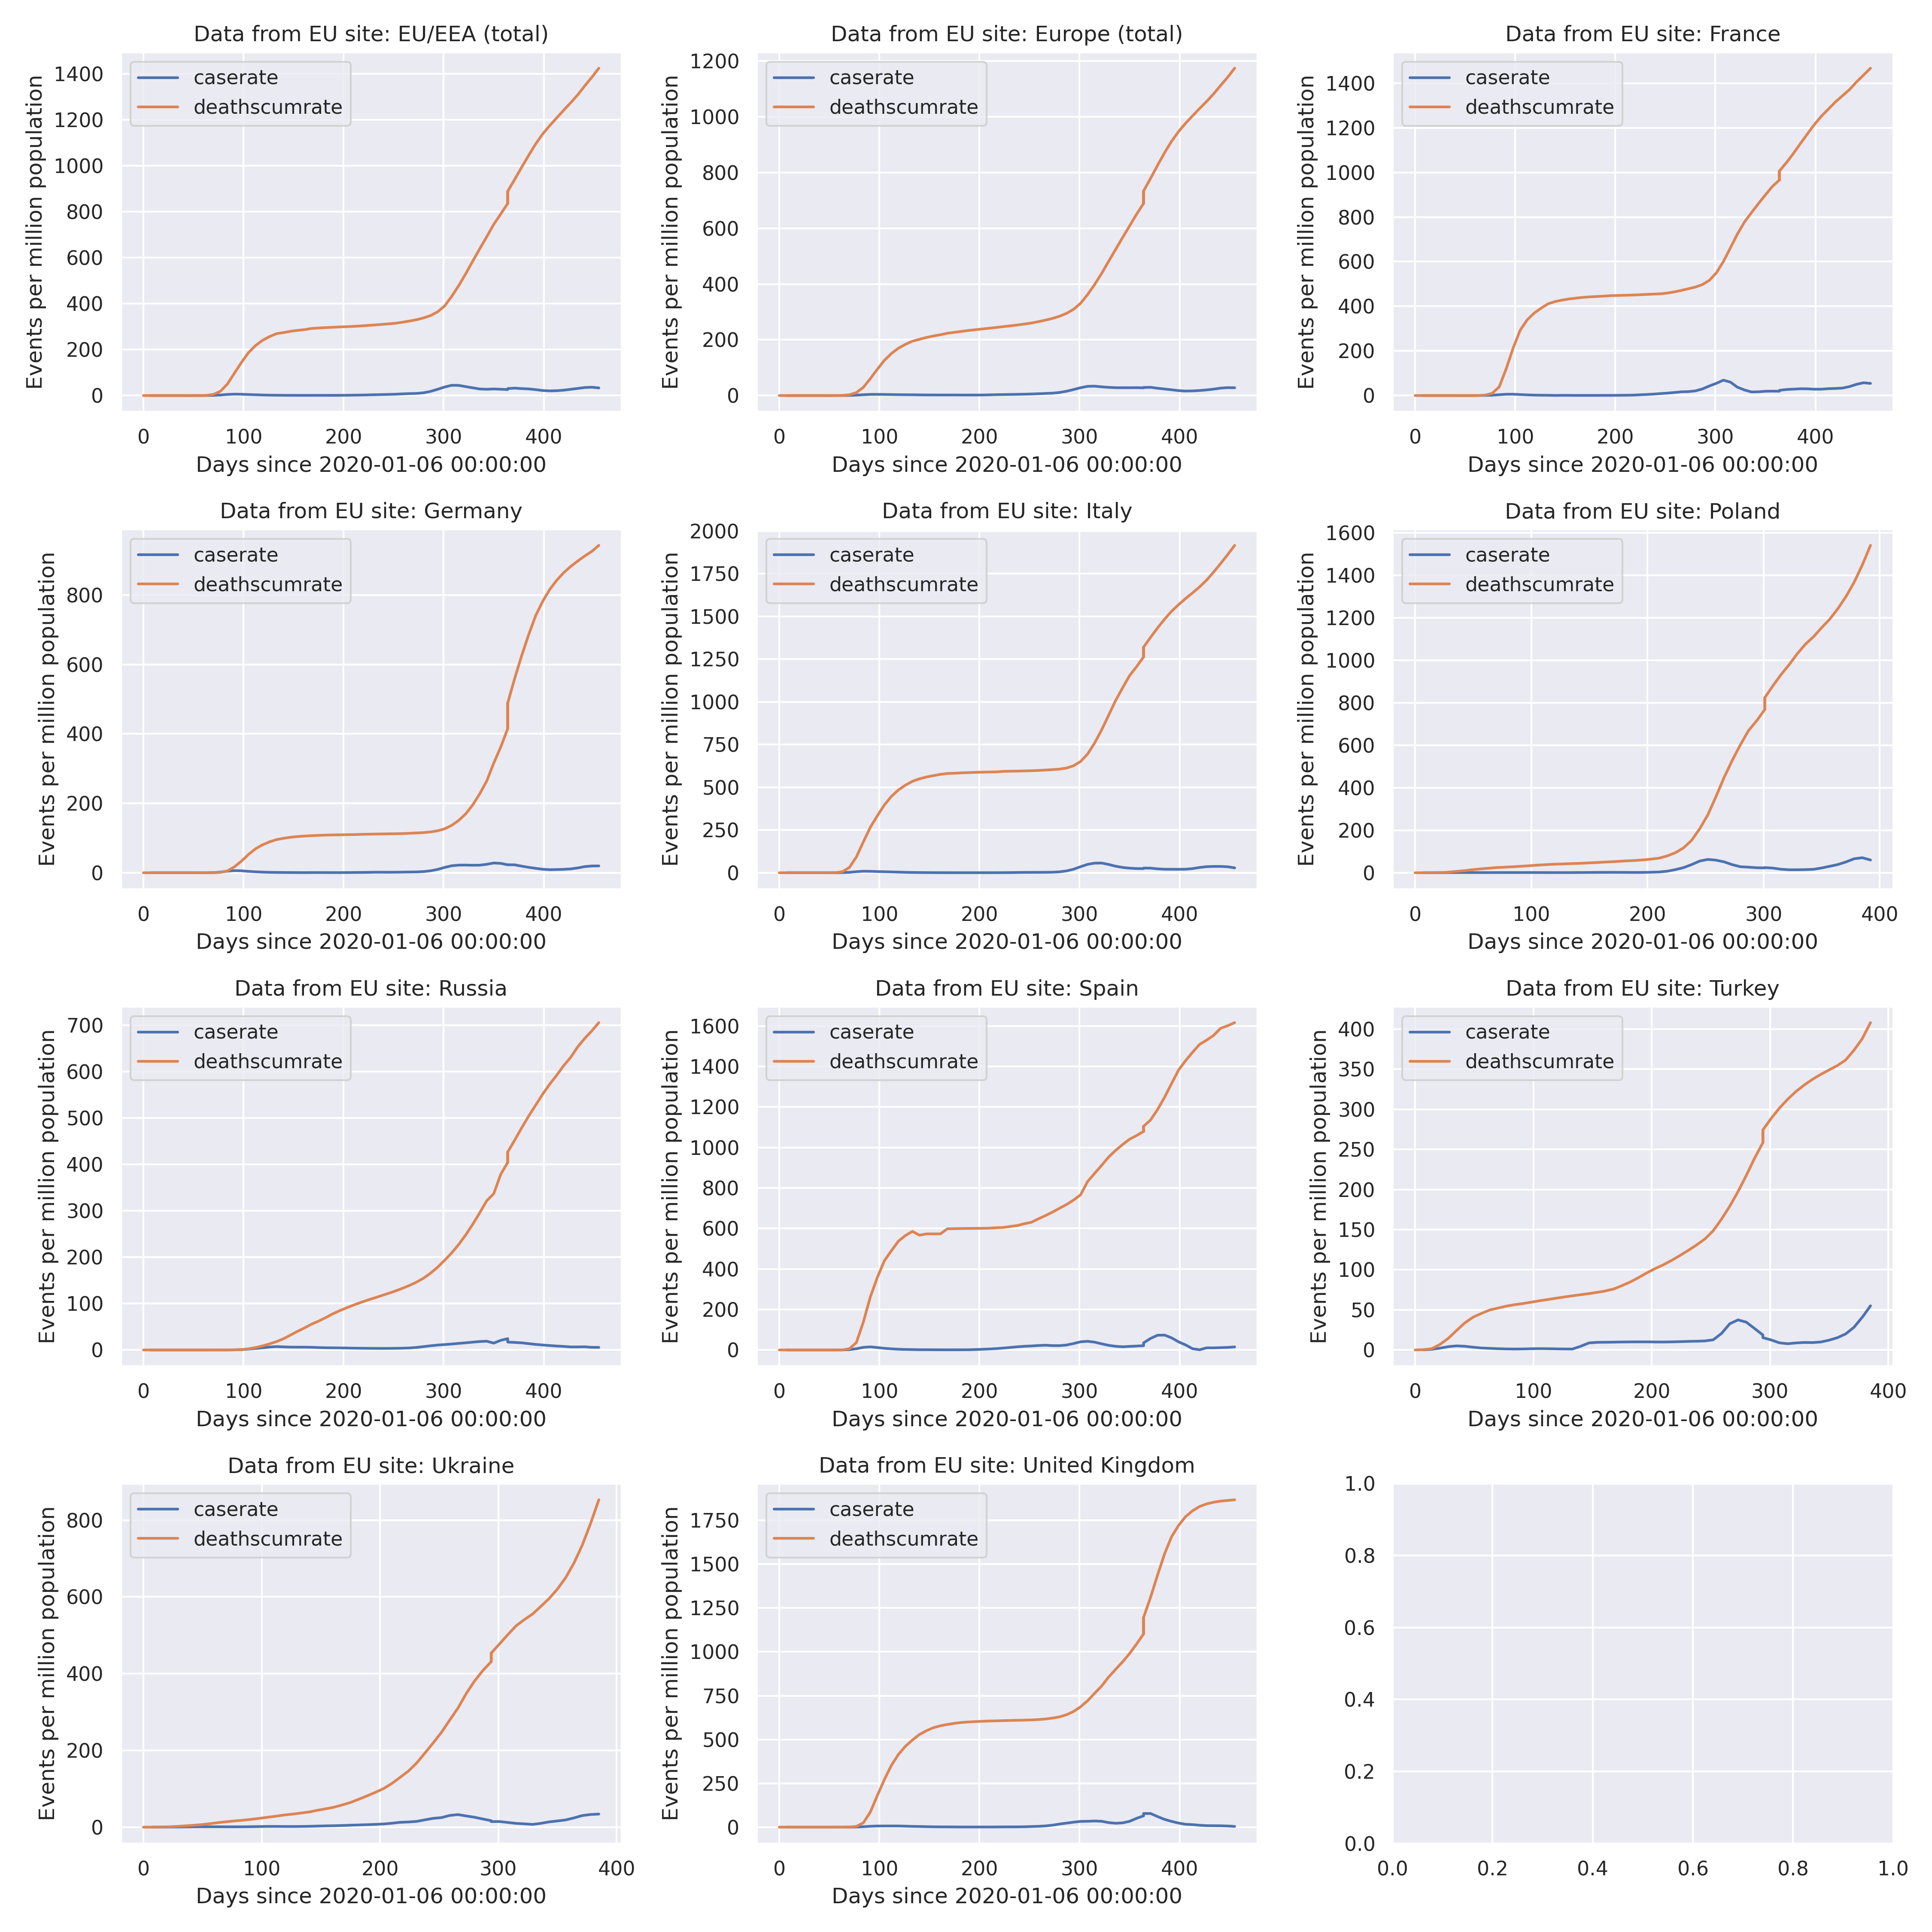 Data from EU site: EU/EEA (total)
Events per million population
1400
1200
1000
800
600
400
200
0
caserate
deathscumrate
0 100 200 300 400
Days since 2020-01-06 00:00:00
Data from EU site: Europe (total)
Events per million population
1200
1000
800
600
400
200
0
caserate
deathscumrate
0 100 200 300 400
Days since 2020-01-06 00:00:00
Data from EU site: France
Events per million population
1400
1200
1000
800
600
400
200
0
caserate
deathscumrate
0 100 200 300 400
Days since 2020-01-06 00:00:00
Data from EU site: Germany
Events per million population
800
600
400
200
0
caserate
deathscumrate
0 100 200 300 400
Days since 2020-01-06 00:00:00
Data from EU site: Italy
Events per million population
2000
1750
1500
1250
1000
750
500
250
0
caserate
deathscumrate
0 100 200 300 400
Days since 2020-01-06 00:00:00
Data from EU site: Poland
Events per million population
1600
1400
1200
1000
800
600
400
200
0
caserate
deathscumrate
0 100 200 300 400
Days since 2020-01-06 00:00:00
Data from EU site: Russia
Events per million population
700
600
500
400
300
200
100
0
caserate
deathscumrate
0 100 200 300 400
Days since 2020-01-06 00:00:00
Data from EU site: Spain
Events per million population
1600
1400
1200
1000
800
600
400
200
0
caserate
deathscumrate
0 100 200 300 400
Days since 2020-01-06 00:00:00
Data from EU site: Turkey
Events per million population
400
350
300
250
200
150
100
50
0
caserate
deathscumrate
0 100 200 300 400
Days since 2020-01-06 00:00:00
Data from EU site: Ukraine
Events per million population
800
600
400
200
0
caserate
deathscumrate
0 100 200 300 400
Days since 2020-01-06 00:00:00
Data from EU site: United Kingdom
Events per million population
1750
1500
1250
1000
750
500
250
0
caserate
deathscumrate
0 100 200 300 400
Days since 2020-01-06 00:00:00
1.0
0.8
0.6
0.4
0.2
0.0
0.0 0.2 0.4 0.6 0.8 1.0